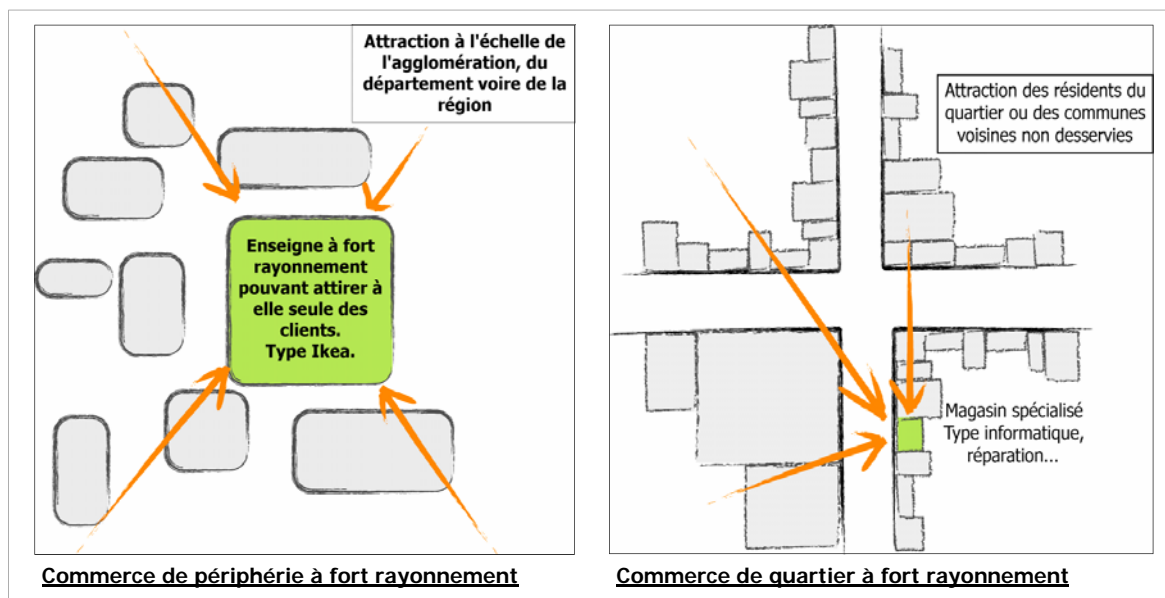 Attraction à l'échelle de
l'agglomération, du
département voire de la
région
Enseigne à fort
rayonnement
pouvant attirer à
elle seule des
clients.
Type Ikea.
Commerce de périphérie à fort rayonnement
Attraction des résidents du
quartier ou des communes
voisines non desservies
Magasin spécialisé
Type informatique,
réparation...
Commerce de quartier à fort rayonnement